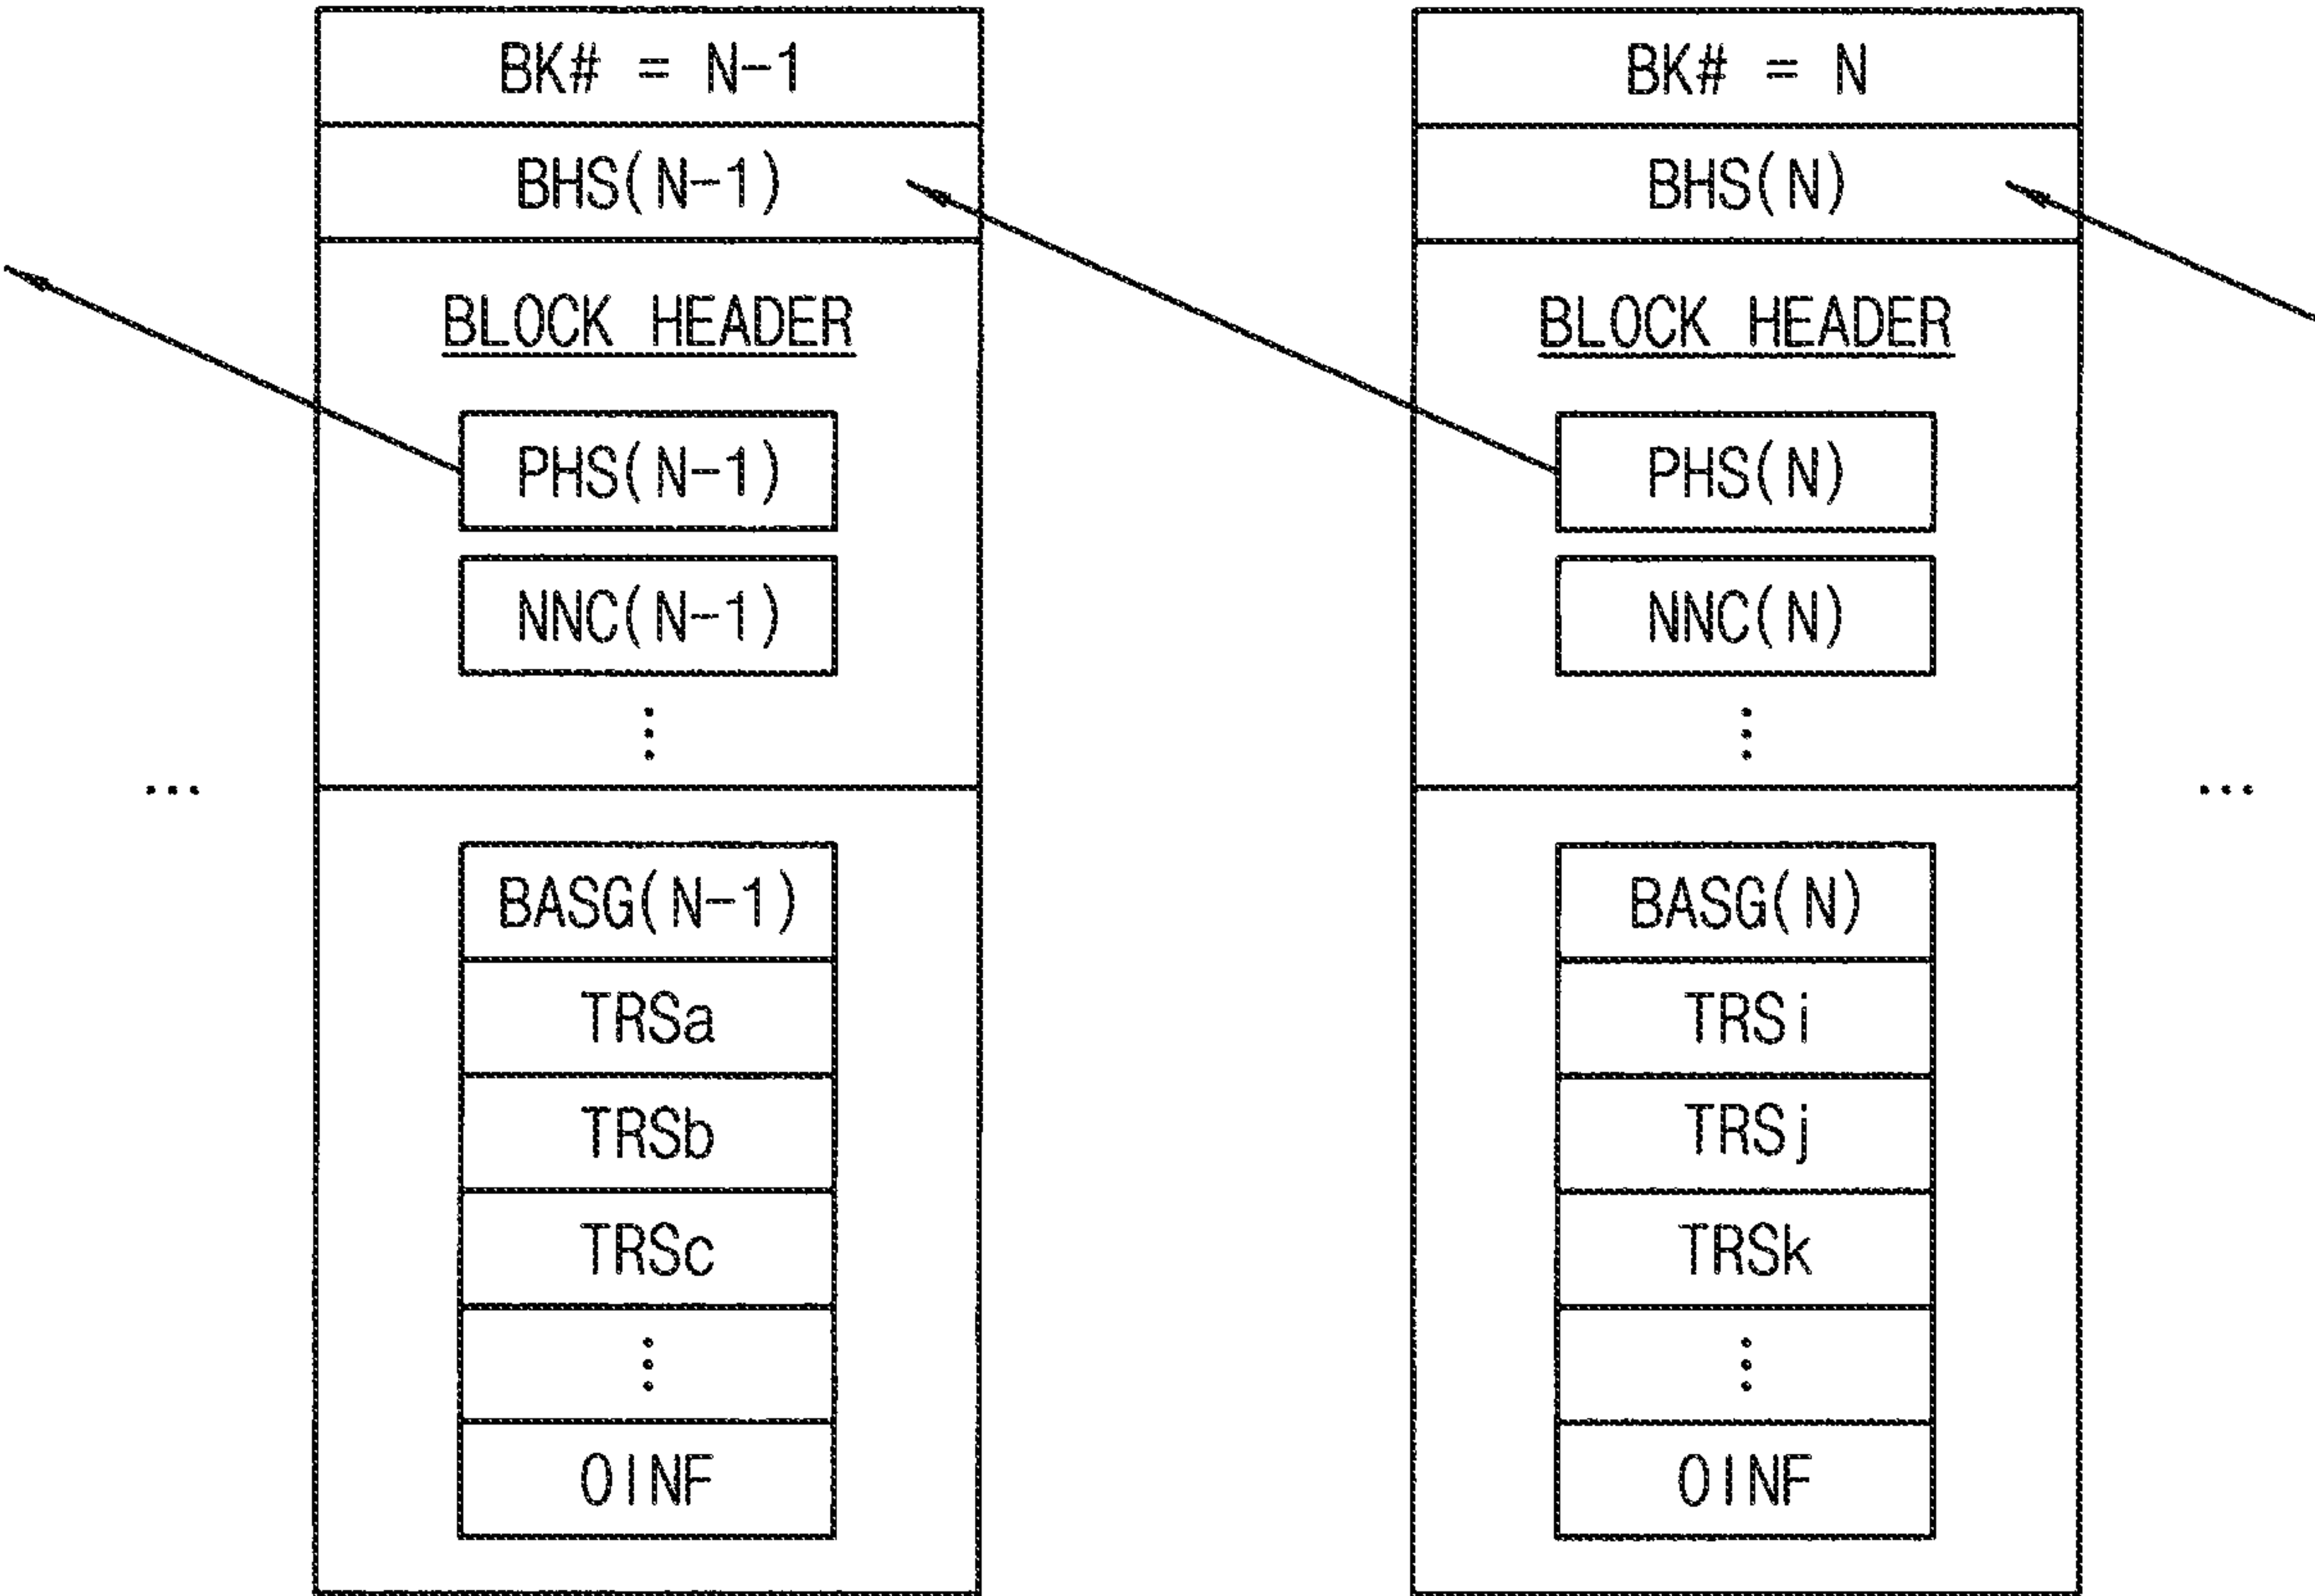 BK# = N-1
BHS(N-1)
BLOCK HEADER
PHS(N-1)
NNC(N-1)
⋮
BASG(N-1)
TRSa
TRSb
TRSc
⋮
OINF
...
BK# = N
BHS(N)
BLOCK HEADER
PHS(N)
NNC(N)
⋮
BASG(N)
TRSi
TRSj
TRSk
⋮
OINF
...